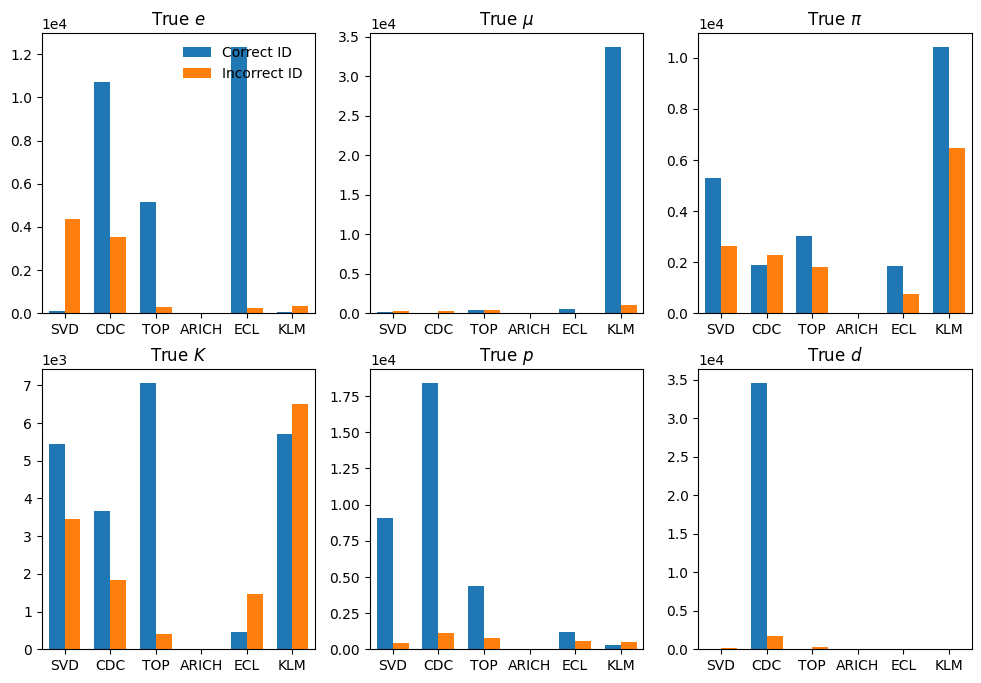 True e
1e4
1.2
1.0
0.8
0.6
0.4
0.2
0.0
Correct ID
Incorrect ID
SVD CDC TOP ARICH ECL KLM
True μ
1e4
3.5
3.0
2.5
2.0
1.5
1.0
0.5
0.0
SVD CDC TOP ARICH ECL KLM
True π
1e4
1.0
0.8
0.6
0.4
0.2
0.0
SVD CDC TOP ARICH ECL KLM
True K
1e3
7
6
5
4
3
2
1
0
SVD CDC TOP ARICH ECL KLM
True p
1e4
1.75
1.50
1.25
1.00
0.75
0.50
0.25
0.00
SVD CDC TOP ARICH ECL KLM
True d
1e4
3.5
3.0
2.5
2.0
1.5
1.0
0.5
0.0
SVD CDC TOP ARICH ECL KLM